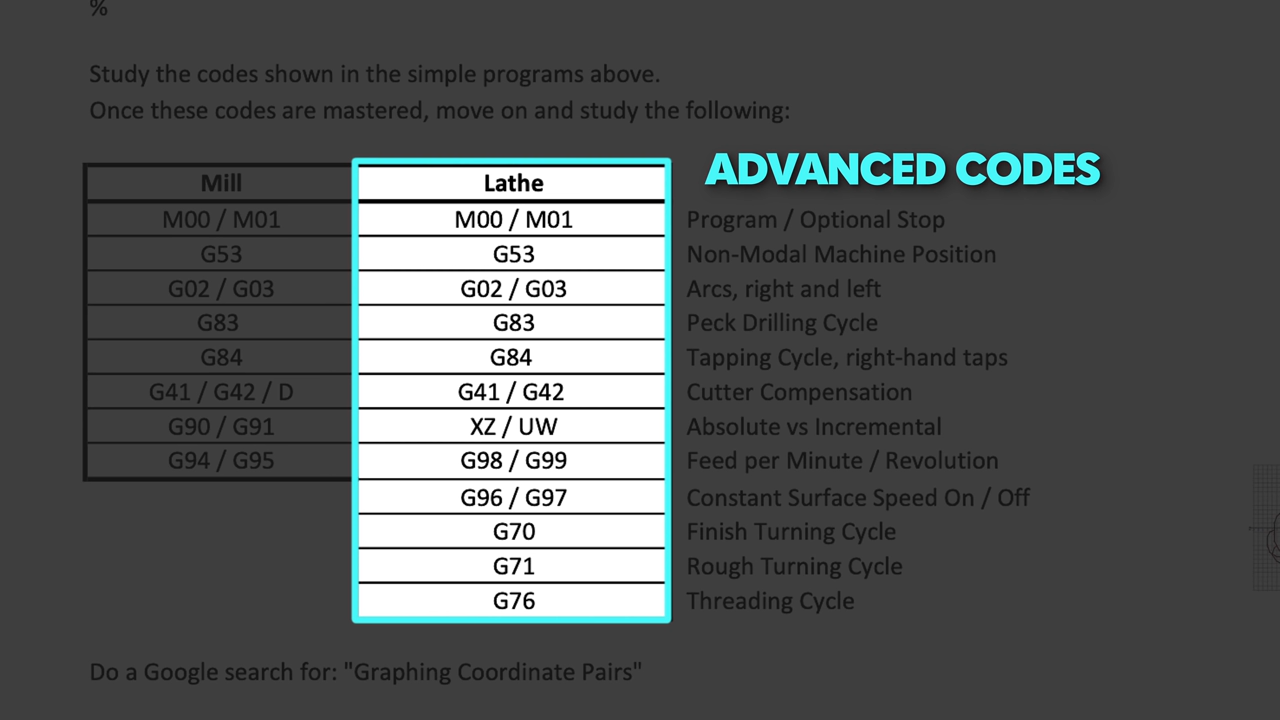 %
Study the codes shown in the simple programs above.
Once these codes are mastered, move on and study the following:
ADVANCED CODES
Mill Lathe
M00 / M01 M00 / M01 Program / Optional Stop
G53 G53 Non-Modal Machine Position
G02 / G03 G02 / G03 Arcs, right and left
G83 G83 Peck Drilling Cycle
G84 G84 Tapping Cycle, right-hand taps
G41 / G42 / D G41 / G42 Cutter Compensation
G90 / G91 XZ / UW Absolute vs Incremental
G94 / G95 G98 / G99 Feed per Minute / Revolution
G96 / G97 Constant Surface Speed On / Off
G70 Finish Turning Cycle
G71 Rough Turning Cycle
G76 Threading Cycle
Do a Google search for: "Graphing Coordinate Pairs"